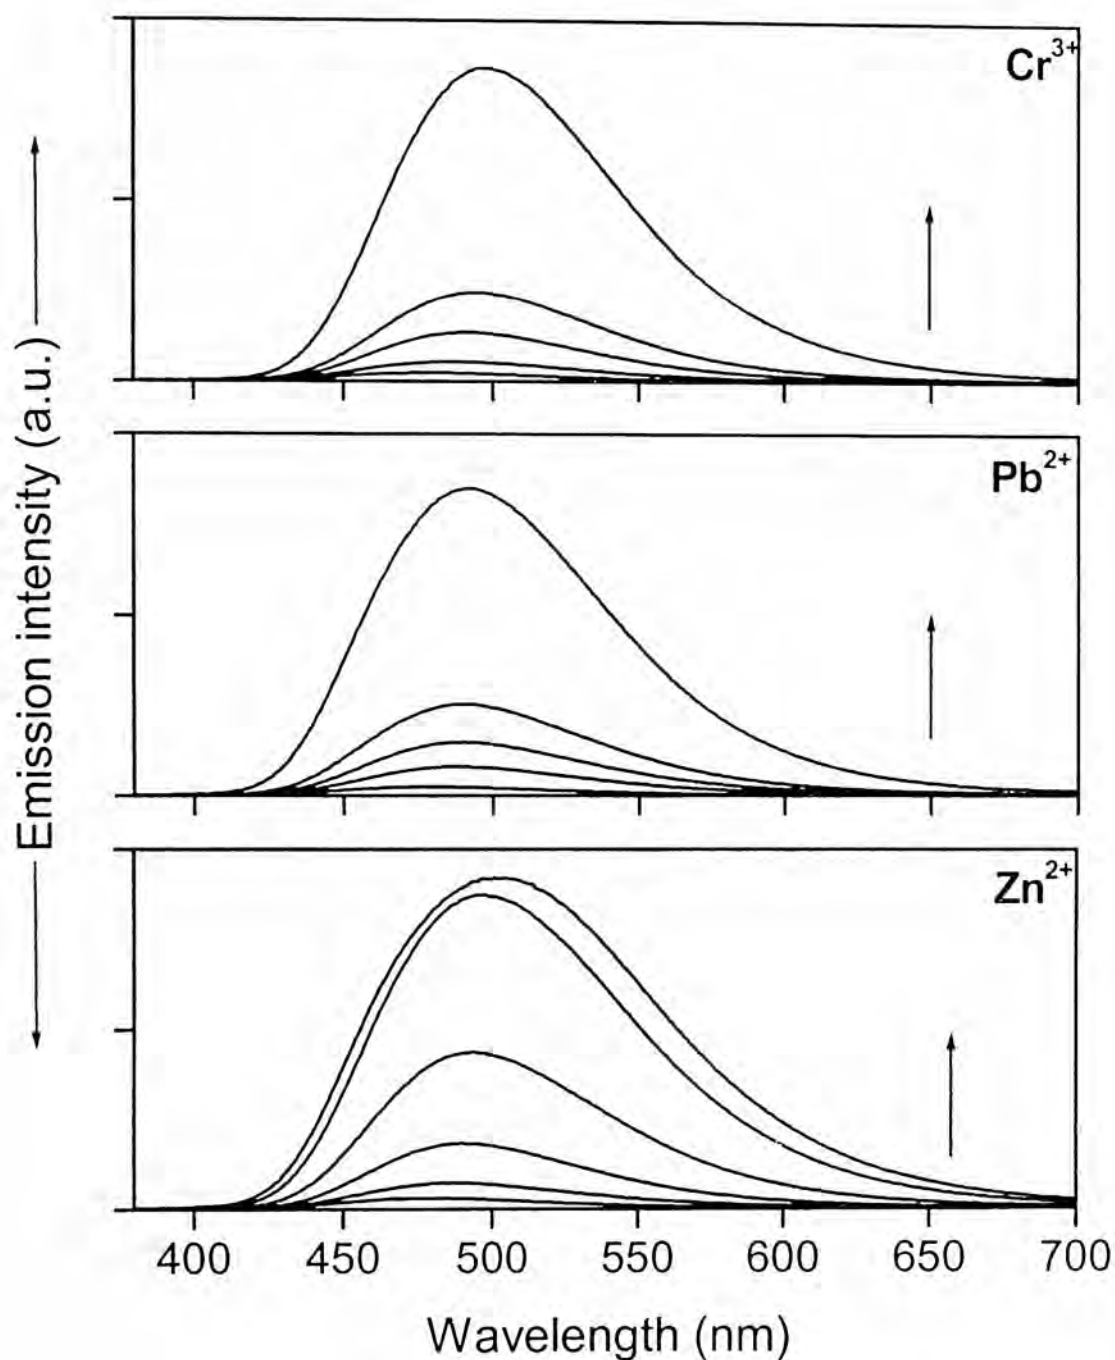 Cr³⁺
Pb²⁺
Zn²⁺
Emission intensity (a.u.)
400 450 500 550 600 650 700
Wavelength (nm)